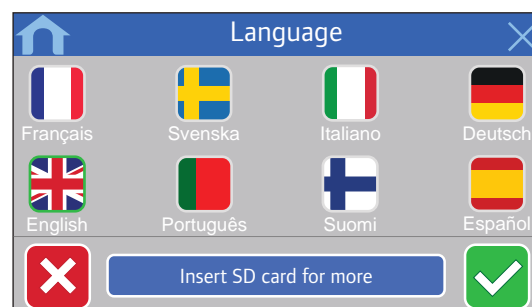 Language
Français Svenska Italiano Deutsch
English Português Suomi Español
Insert SD card for more